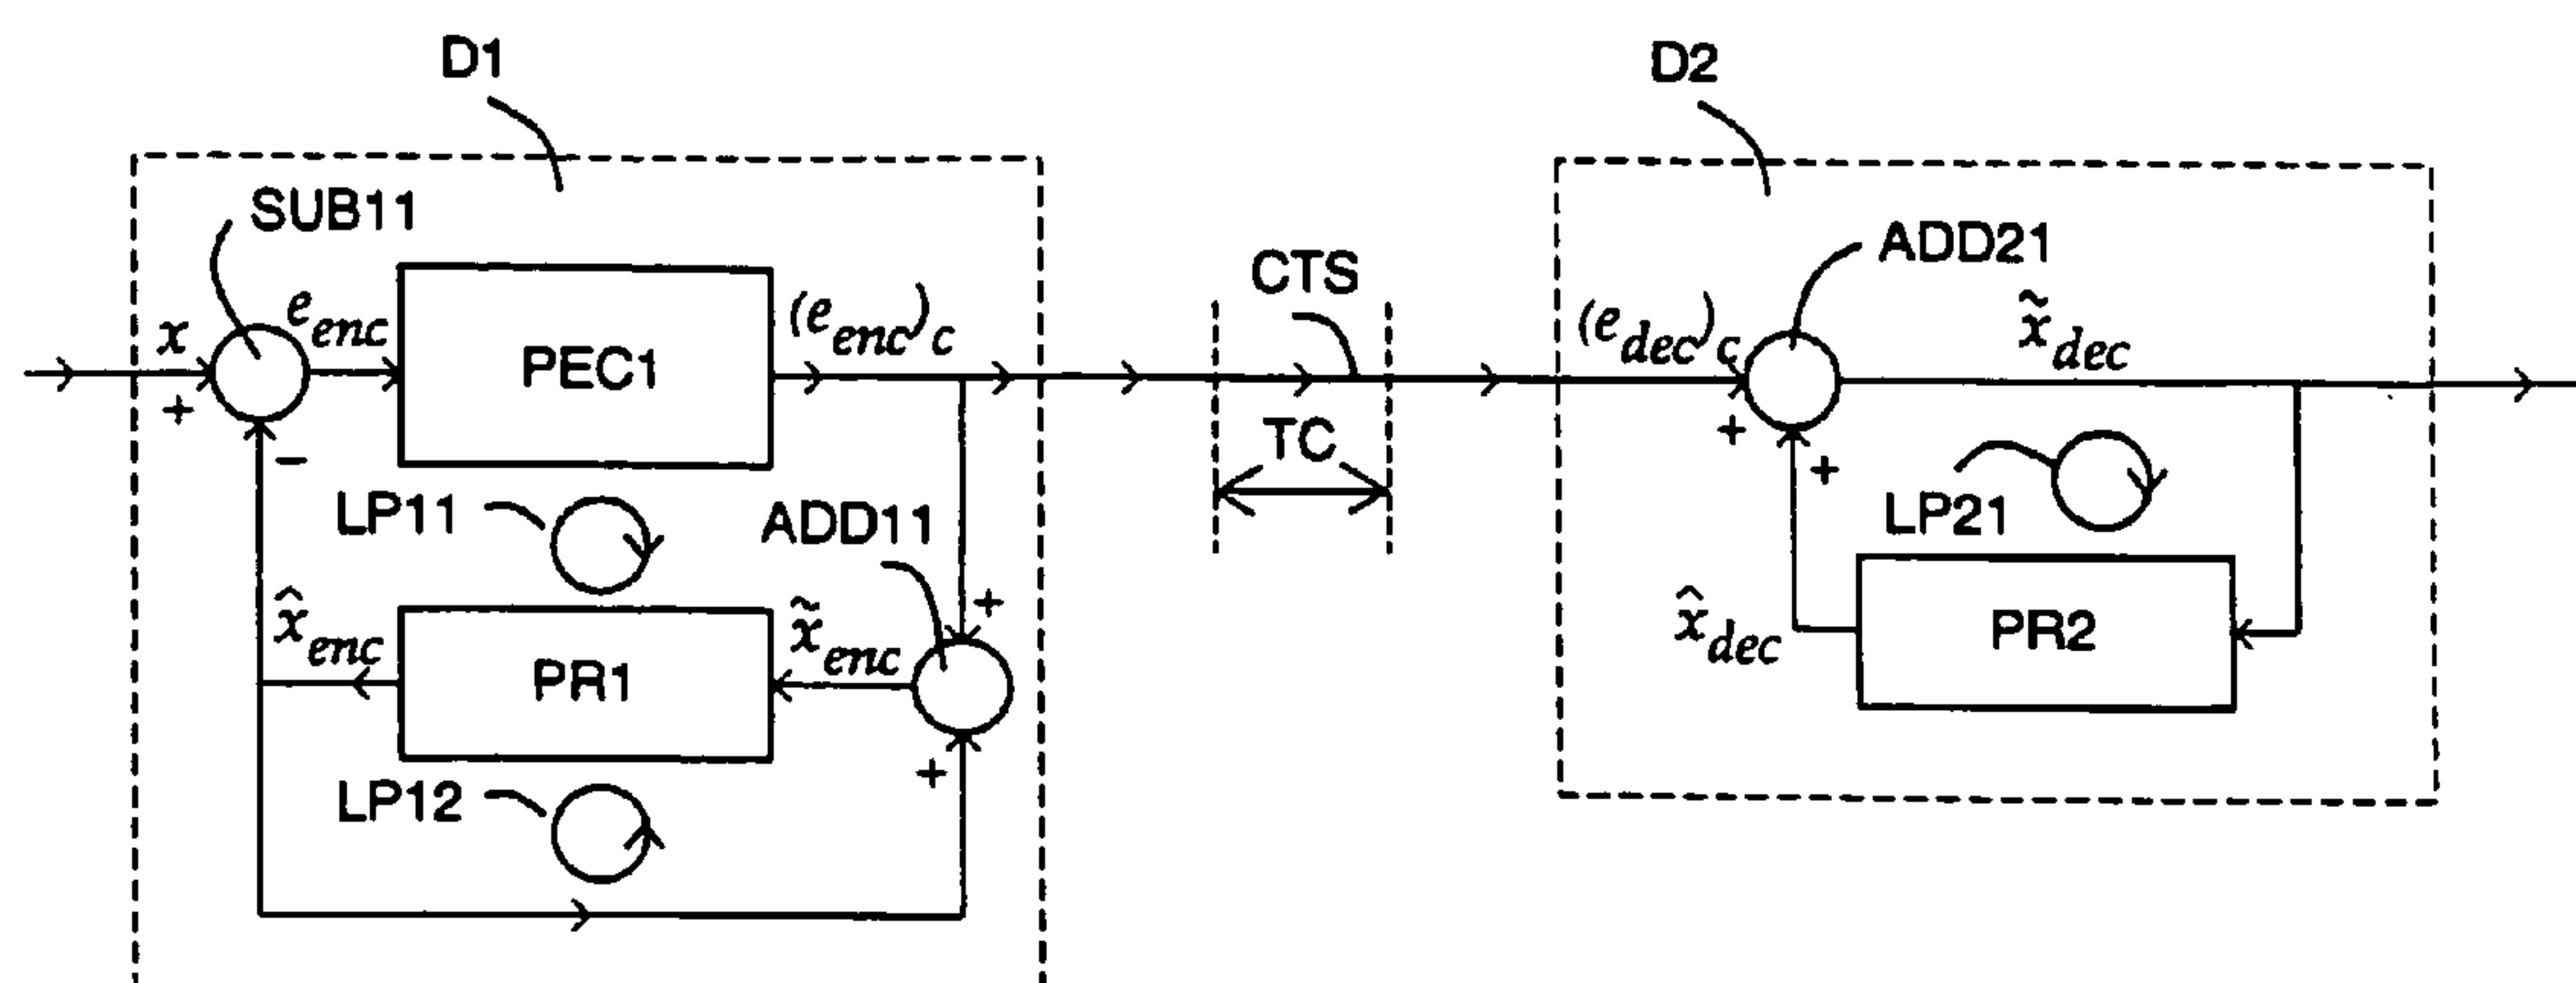 D1
D2
SUB11
ADD21
CTS
x
e_enc
PEC1
(e_enc)_c
(e_dec)_c
x̃_dec
+
−
+
+
TC
LP11
ADD11
LP21
+
x̂_enc
PR1
x̃_enc
x̂_dec
PR2
+
LP12